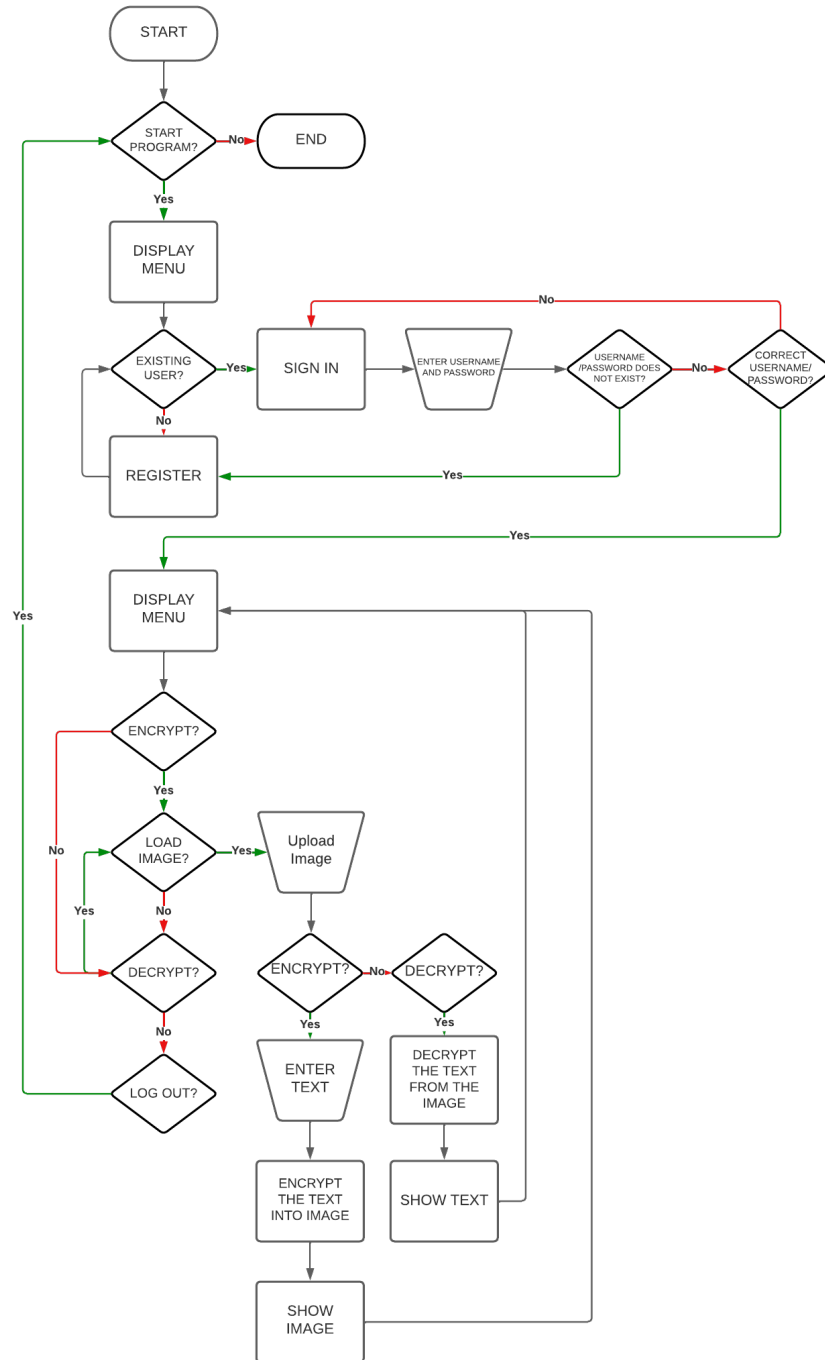 START
START
PROGRAM?
No
END
Yes
DISPLAY
MENU
No
EXISTING
USER?
Yes
SIGN IN
ENTER USERNAME
AND PASSWORD
USERNAME
/PASSWORD DOES
NOT EXIST?
No
CORRECT
USERNAME/
PASSWORD?
No
REGISTER
Yes
Yes
DISPLAY
MENU
Yes
ENCRYPT?
Yes
No
LOAD
IMAGE?
Yes
Upload
Image
Yes
No
DECRYPT?
ENCRYPT?
No
DECRYPT?
No
Yes
Yes
LOG OUT?
ENTER
TEXT
DECRYPT
THE TEXT
FROM THE
IMAGE
ENCRYPT
THE TEXT
INTO IMAGE
SHOW TEXT
SHOW
IMAGE